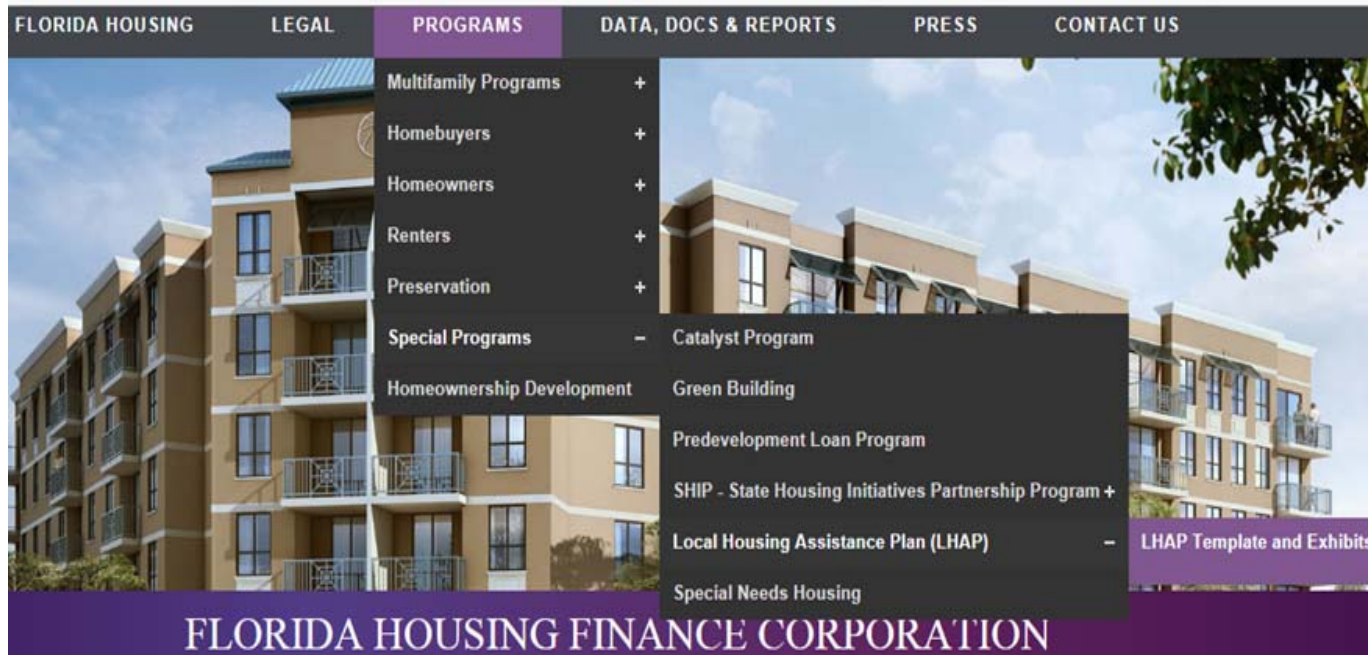 FLORIDA HOUSING LEGAL PROGRAMS DATA, DOCS & REPORTS PRESS CONTACT US
Multifamily Programs +
Homebuyers +
Homeowners +
Renters +
Preservation +
Special Programs –
Homeownership Development
Catalyst Program
Green Building
Predevelopment Loan Program
SHIP - State Housing Initiatives Partnership Program +
Local Housing Assistance Plan (LHAP) –
Special Needs Housing
LHAP Template and Exhibits
FLORIDA HOUSING FINANCE CORPORATION